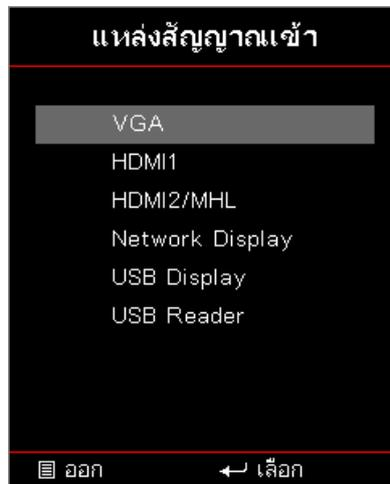 แหล่งสัญญาณเข้า
VGA
HDMI1
HDMI2/MHL
Network Display
USB Display
USB Reader
ออก เลือก